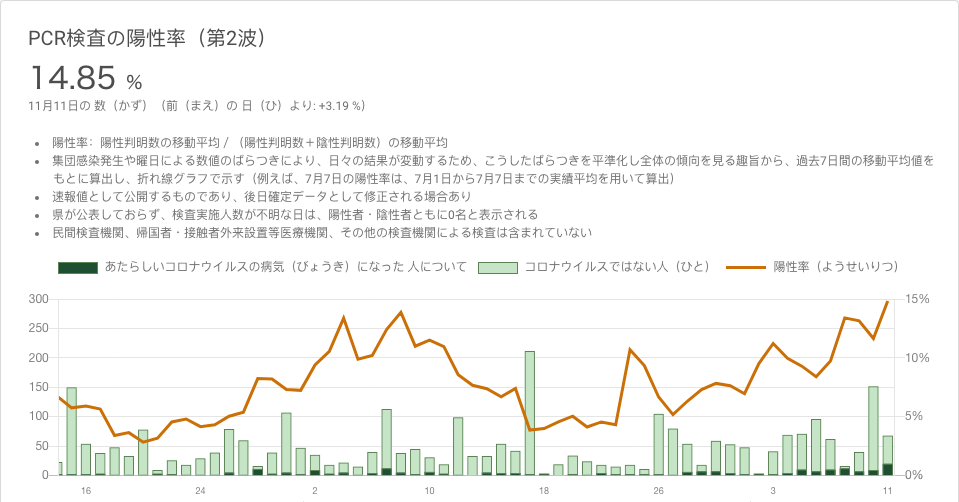 PCR検査の陽性率（第2波）
14.85 %
11月11日の 数（かず）（前（まえ）の 日（ひ）より: +3.19 %）
• 陽性率：陽性判明数の移動平均 / （陽性判明数＋陰性判明数）の移動平均
• 集団感染発生や曜日による数値のばらつきにより、日々の結果が変動するため、こうしたばらつきを平準化し全体の傾向を見る趣旨から、過去7日間の移動平均値を
もとに算出し、折れ線グラフで示す（例えば、7月7日の陽性率は、7月1日から7月7日までの実績平均を用いて算出）
• 速報値として公開するものであり、後日確定データとして修正される場合あり
• 県が公表しておらず、検査実施人数が不明な日は、陽性者・陰性者ともに0名と表示される
• 民間検査機関、帰国者・接触者外来設置等医療機関、その他の検査機関による検査は含まれていない
あたらしいコロナウイルスの病気（びょうき）になった 人について コロナウイルスではない人（ひと） 陽性率（ようせいりつ）
300 15%
250
200 10%
150
100 5%
50
0 0%
16 24 2 10 18 26 3 11